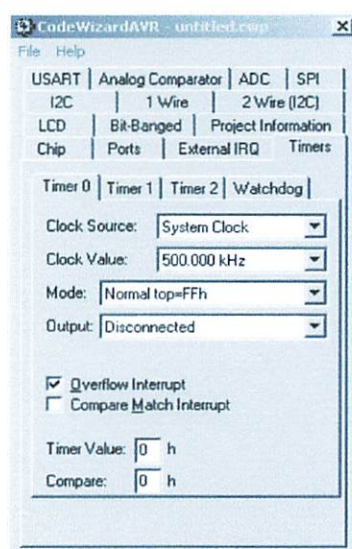 CodeWizardAVR - untitled.cwp
File Help
USART Analog Comparator ADC SPI
I2C 1 Wire 2 Wire (I2C)
LCD Bit-Banged Project Information
Chip Ports External IRQ Timers
Timer 0 Timer 1 Timer 2 Watchdog
Clock Source: System Clock
Clock Value: 500.000 kHz
Mode: Normal top=FFh
Output: Disconnected
Overflow Interrupt
Compare Match Interrupt
Timer Value: 0 h
Compare: 0 h